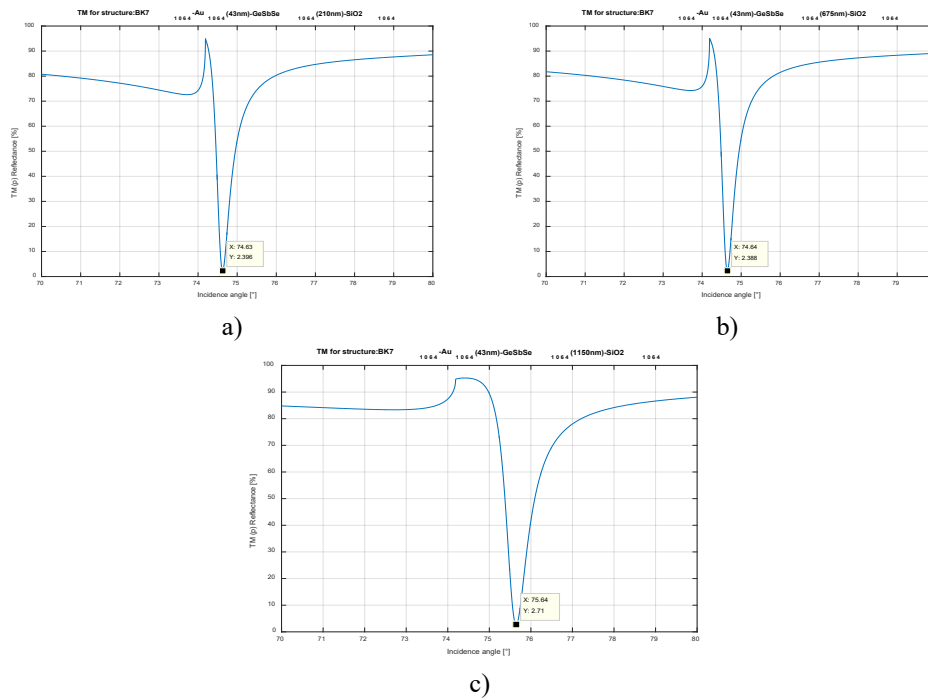 TM for structure:BK7 1064-Au 1064(43nm)-GeSbSe 1064(210nm)-SiO2 1064
100
90
80
70
60
50
40
30
20
10
0
TM (p) Reflectance [%]
X: 74.63
Y: 2.396
70 71 72 73 74 75 76 77 78 79 80
Incidence angle [°]
a)
TM for structure:BK7 1064-Au 1064(43nm)-GeSbSe 1064(675nm)-SiO2 1064
100
90
80
70
60
50
40
30
20
10
0
TM (p) Reflectance [%]
X: 74.64
Y: 2.388
70 71 72 73 74 75 76 77 78 79 80
Incidence angle [°]
b)
TM for structure:BK7 1064-Au 1064(43nm)-GeSbSe 1064(1150nm)-SiO2 1064
100
90
80
70
60
50
40
30
20
10
0
TM (p) Reflectance [%]
X: 75.64
Y: 2.71
70 71 72 73 74 75 76 77 78 79 80
Incidence angle [°]
c)